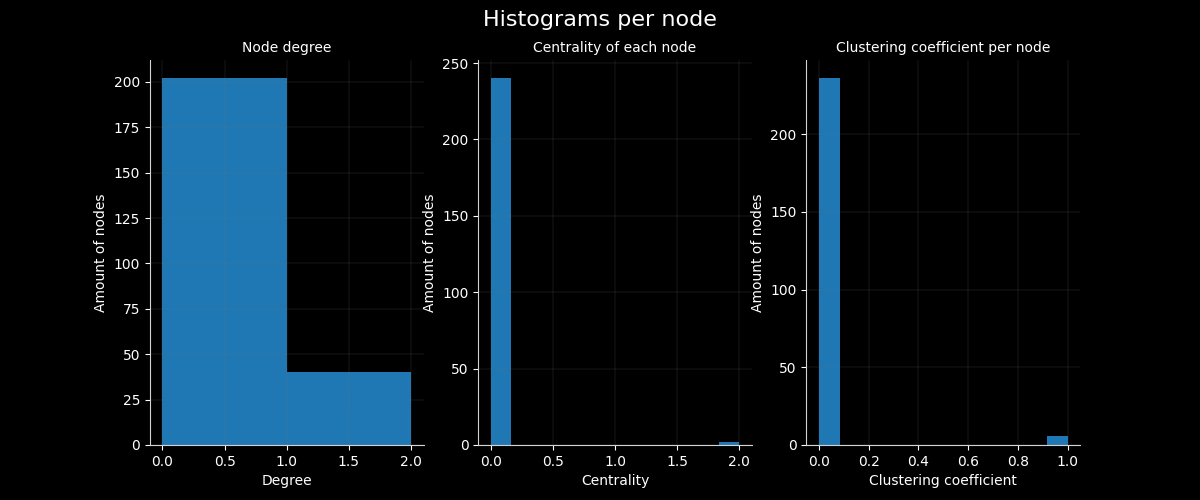 Histograms per node
Node degree
Amount of nodes
200
175
150
125
100
75
50
25
0
0.0 0.5 1.0 1.5 2.0
Degree
Centrality of each node
Amount of nodes
250
200
150
100
50
0
0.0 0.5 1.0 1.5 2.0
Centrality
Clustering coefficient per node
Amount of nodes
200
150
100
50
0
0.0 0.2 0.4 0.6 0.8 1.0
Clustering coefficient